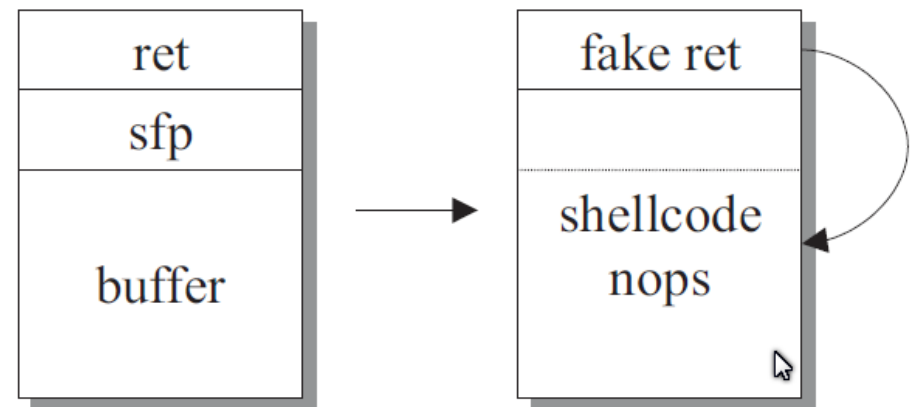 ret
sfp
buffer
fake ret
shellcode
nops